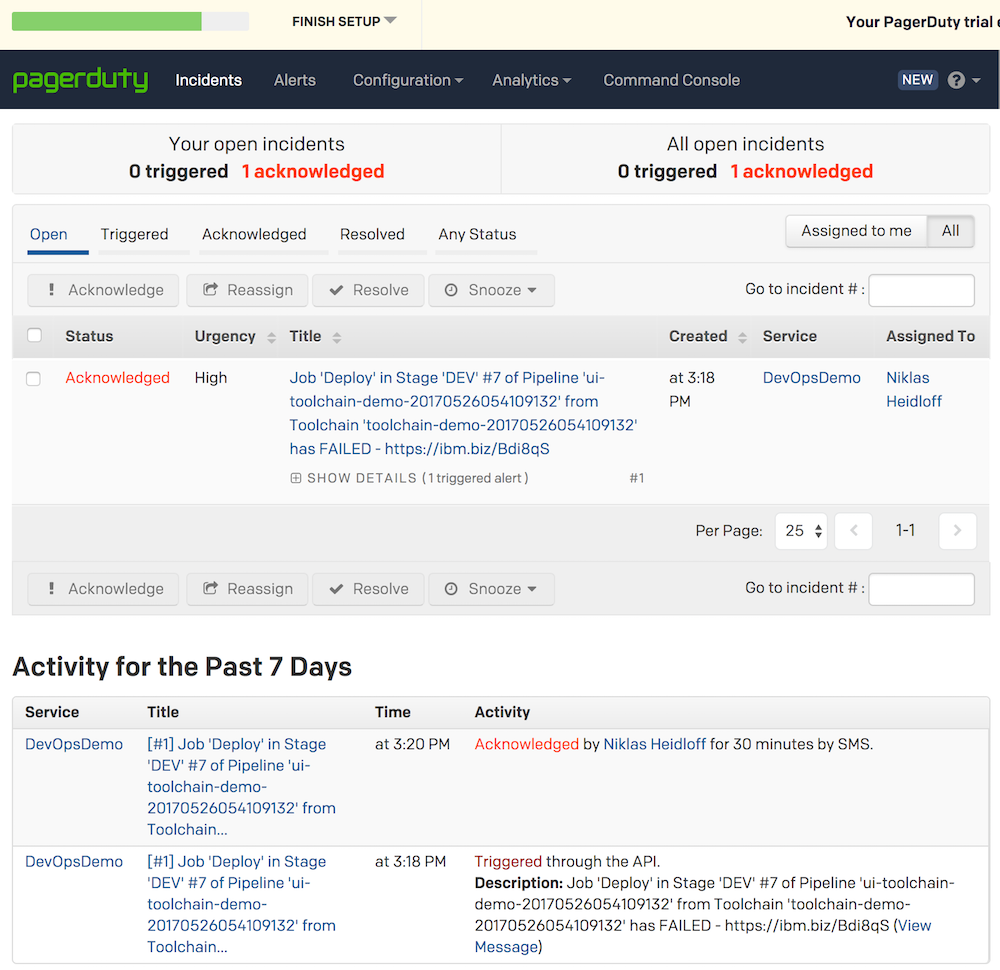 FINISH SETUP
Your PagerDuty trial e
pagerduty Incidents Alerts Configuration Analytics Command Console NEW ?
Your open incidents
0 triggered 1 acknowledged
All open incidents
0 triggered 1 acknowledged
Open Triggered Acknowledged Resolved Any Status
Assigned to me All
! Acknowledge Reassign Resolve Snooze Go to incident # :
Status Urgency Title Created Service Assigned To
Acknowledged High
Job 'Deploy' in Stage 'DEV' #7 of Pipeline 'ui-
toolchain-demo-20170526054109132' from
Toolchain 'toolchain-demo-20170526054109132'
has FAILED - https://ibm.biz/Bdi8qS
SHOW DETAILS (1 triggered alert) #1
at 3:18
PM
DevOpsDemo
Niklas
Heidloff
Per Page: 25 < 1-1 >
! Acknowledge Reassign Resolve Snooze Go to incident # :
Activity for the Past 7 Days
Service Title Time Activity
DevOpsDemo
[#1] Job 'Deploy' in Stage
'DEV' #7 of Pipeline 'ui-
toolchain-demo-
20170526054109132' from
Toolchain...
at 3:20 PM
Acknowledged by Niklas Heidloff for 30 minutes by SMS.
DevOpsDemo
[#1] Job 'Deploy' in Stage
'DEV' #7 of Pipeline 'ui-
toolchain-demo-
20170526054109132' from
Toolchain...
at 3:18 PM
Triggered through the API.
Description: Job 'Deploy' in Stage 'DEV' #7 of Pipeline 'ui-toolchain-
demo-20170526054109132' from Toolchain 'toolchain-demo-
20170526054109132' has FAILED - https://ibm.biz/Bdi8qS (View
Message)